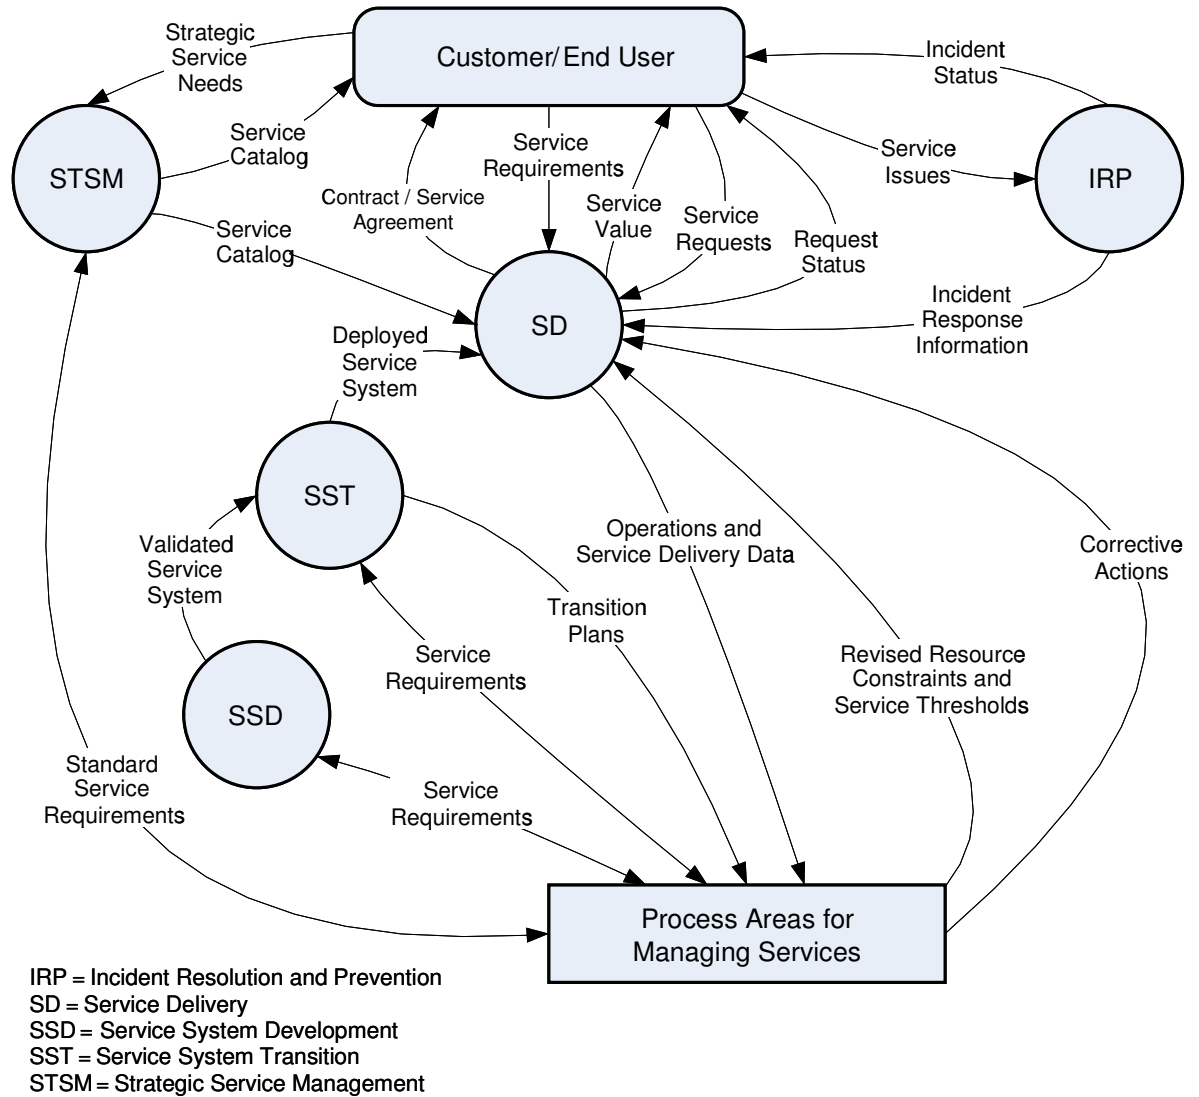 Customer/End User
Strategic
Service
Needs
Incident
Status
Service
Catalog
STSM
Service
Requirements
Service
Issues
IRP
Contract / Service
Agreement
Service
Value
Service
Requests
Service
Catalog
Request
Status
SD
Incident
Response
Information
Deployed
Service
System
SST
Operations and
Service Delivery Data
Corrective
Actions
Validated
Service
System
Transition
Plans
Service
Requirements
Revised Resource
Constraints and
Service Thresholds
SSD
Standard
Service
Requirements
Service
Requirements
Process Areas for
Managing Services
IRP = Incident Resolution and Prevention
SD = Service Delivery
SSD = Service System Development
SST = Service System Transition
STSM = Strategic Service Management